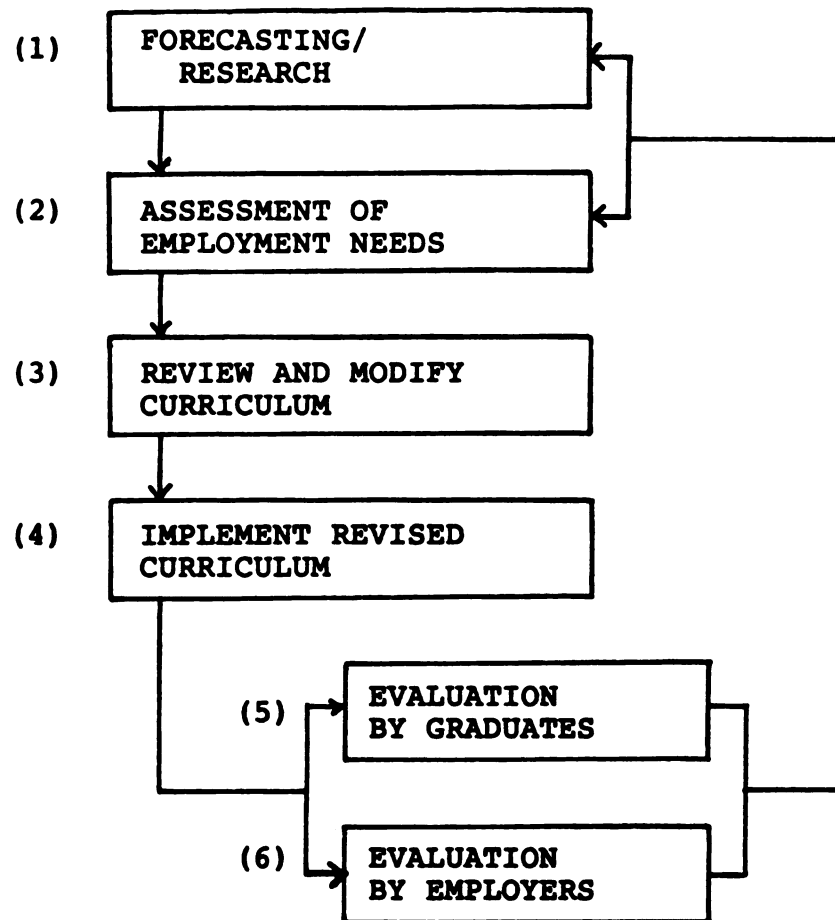 (1) FORECASTING/
RESEARCH
(2) ASSESSMENT OF
EMPLOYMENT NEEDS
(3) REVIEW AND MODIFY
CURRICULUM
(4) IMPLEMENT REVISED
CURRICULUM
(5) EVALUATION
BY GRADUATES
(6) EVALUATION
BY EMPLOYERS